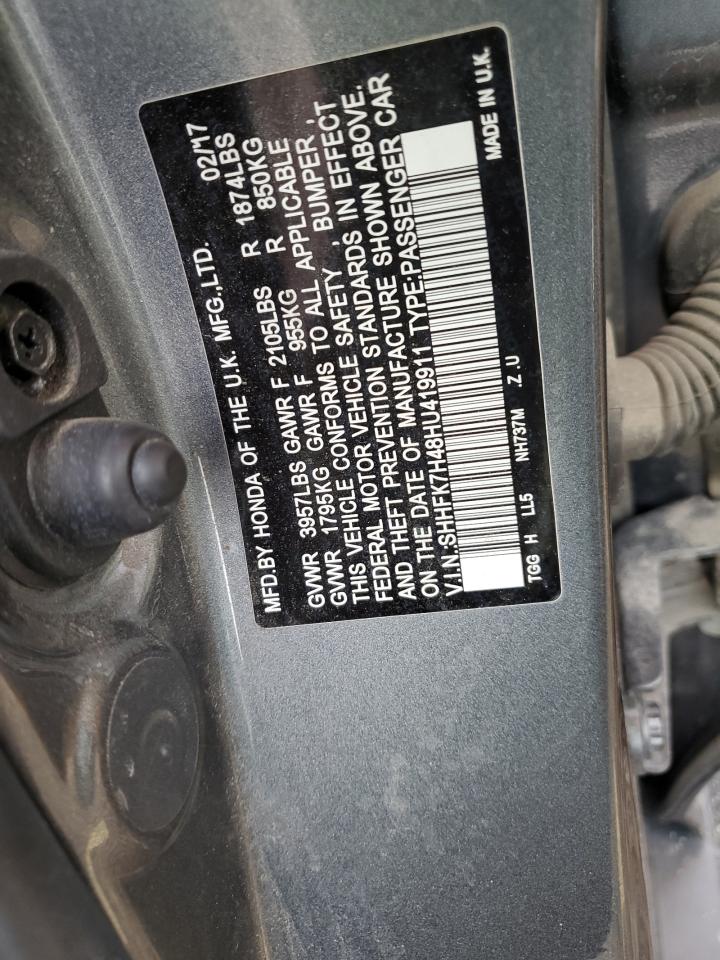 MFD.BY HONDA OF THE U.K. MFG.,LTD. 02/17
GVWR 3957LBS GAWR F 2105LBS R 1874LBS
GVWR 1795KG GAWR F 955KG R 850KG
THIS VEHICLE CONFORMS TO ALL APPLICABLE
FEDERAL MOTOR VEHICLE SAFETY , BUMPER ,
AND THEFT PREVENTION STANDARDS IN EFFECT
ON THE DATE OF MANUFACTURE SHOWN ABOVE.
V.I.N.SHHFK7H48HU419911 TYPE:PASSENGER CAR
TGG H LL5 NH737M Z.U MADE IN U.K.